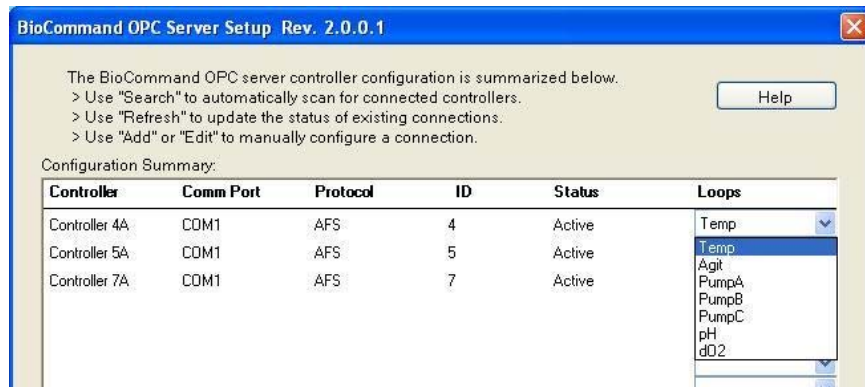 BioCommand OPC Server Setup Rev. 2.0.0.1
The BioCommand OPC server controller configuration is summarized below.
> Use "Search" to automatically scan for connected controllers.
> Use "Refresh" to update the status of existing connections.
> Use "Add" or "Edit" to manually configure a connection.
Help
Configuration Summary:
Controller Comm Port Protocol ID Status Loops
Controller 4A COM1 AFS 4 Active Temp
Controller 5A COM1 AFS 5 Active
Controller 7A COM1 AFS 7 Active
Temp
Agit
PumpA
PumpB
PumpC
pH
dO2